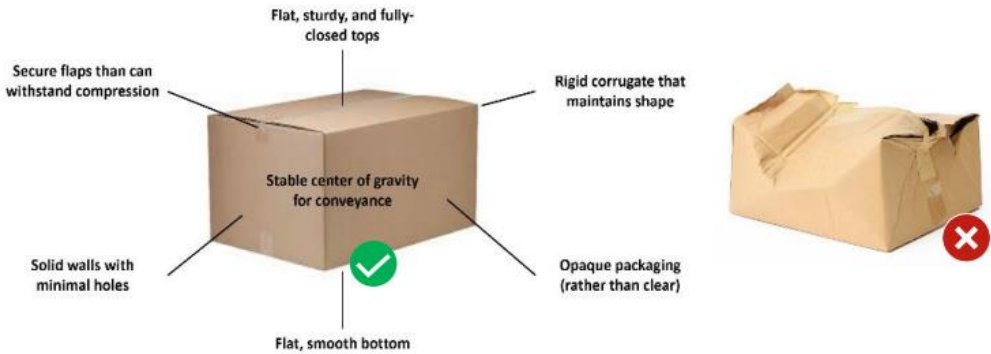 Flat, sturdy, and fully-
closed tops
Secure flaps than can
withstand compression
Rigid corrugate that
maintains shape
Stable center of gravity
for conveyance
Solid walls with
minimal holes
Opaque packaging
(rather than clear)
Flat, smooth bottom